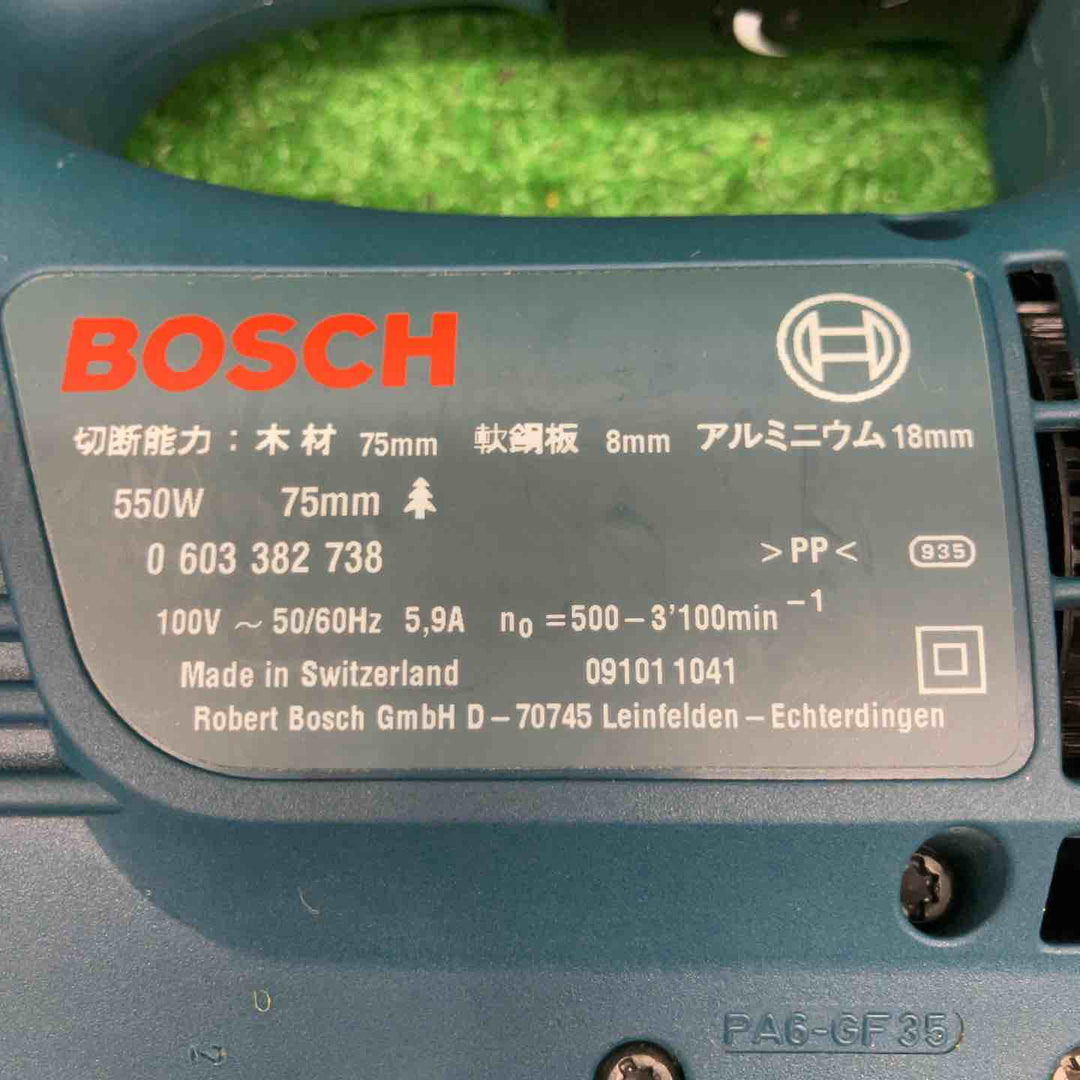 BOSCH
切断能力：木材 75mm 軟鋼板 8mm アルミニウム 18mm
550W 75mm
0 603 382 738 >PP< 935
100V ~ 50/60Hz 5,9A n₀ =500–3'100min⁻¹
Made in Switzerland 09101 1041
Robert Bosch GmbH D–70745 Leinfelden–Echterdingen
PA6-GF35